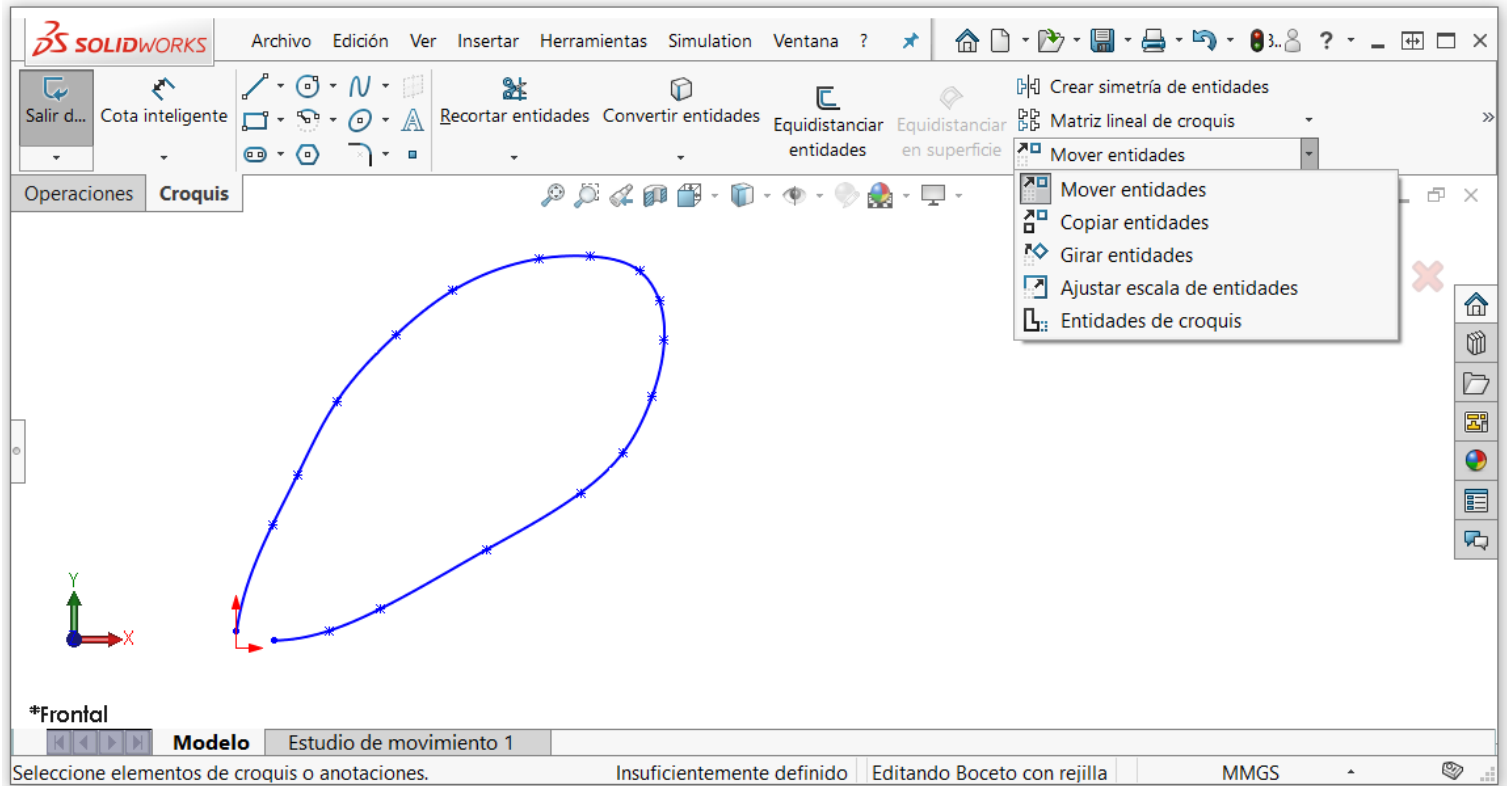 SOLIDWORKS Archivo Edición Ver Insertar Herramientas Simulation Ventana ? 3.. ?
Salir d... Cota inteligente Recortar entidades Convertir entidades Equidistanciar entidades Equidistanciar en superficie
Crear simetría de entidades
Matriz lineal de croquis
Mover entidades
Operaciones Croquis
Mover entidades
Copiar entidades
Girar entidades
Ajustar escala de entidades
Entidades de croquis
Y
X
*Frontal
Modelo Estudio de movimiento 1
Seleccione elementos de croquis o anotaciones. Insuficientemente definido Editando Boceto con rejilla MMGS